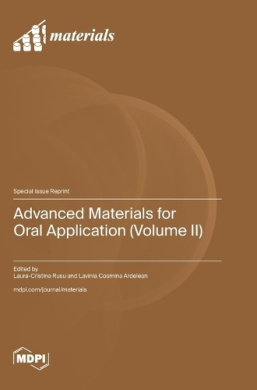 materials
Special Issue Reprint
Advanced Materials for
Oral Application (Volume II)
Edited by
Laura-Cristina Rusu and Lavinia Cosmina Ardelean
mdpi.com/journal/materials
MDPI